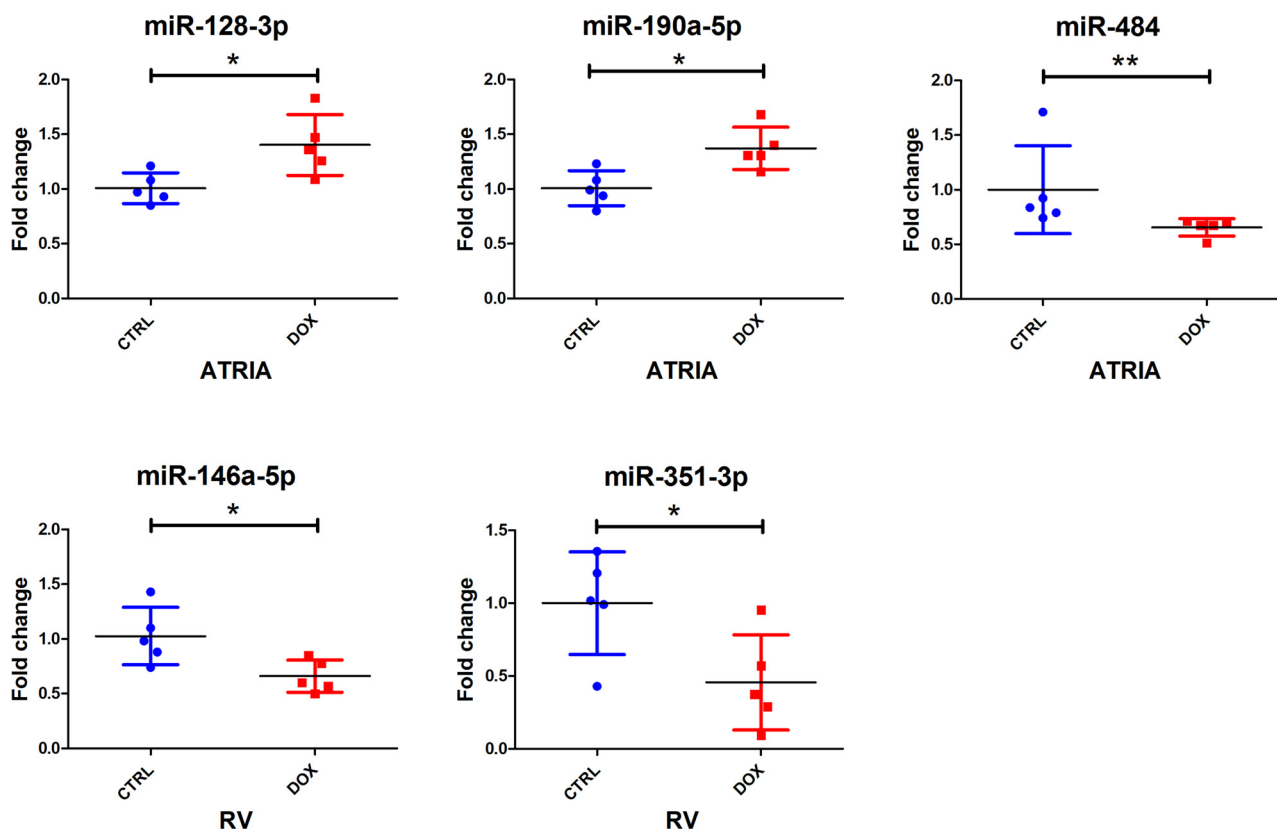 miR-128-3p
*
Fold change
2.0
1.5
1.0
0.5
0.0
CTRL
DOX
ATRIA
miR-190a-5p
*
Fold change
2.0
1.5
1.0
0.5
0.0
CTRL
DOX
ATRIA
miR-484
**
Fold change
2.0
1.5
1.0
0.5
0.0
CTRL
DOX
ATRIA
miR-146a-5p
*
Fold change
2.0
1.5
1.0
0.5
0.0
CTRL
DOX
RV
miR-351-3p
*
Fold change
1.5
1.0
0.5
0.0
CTRL
DOX
RV